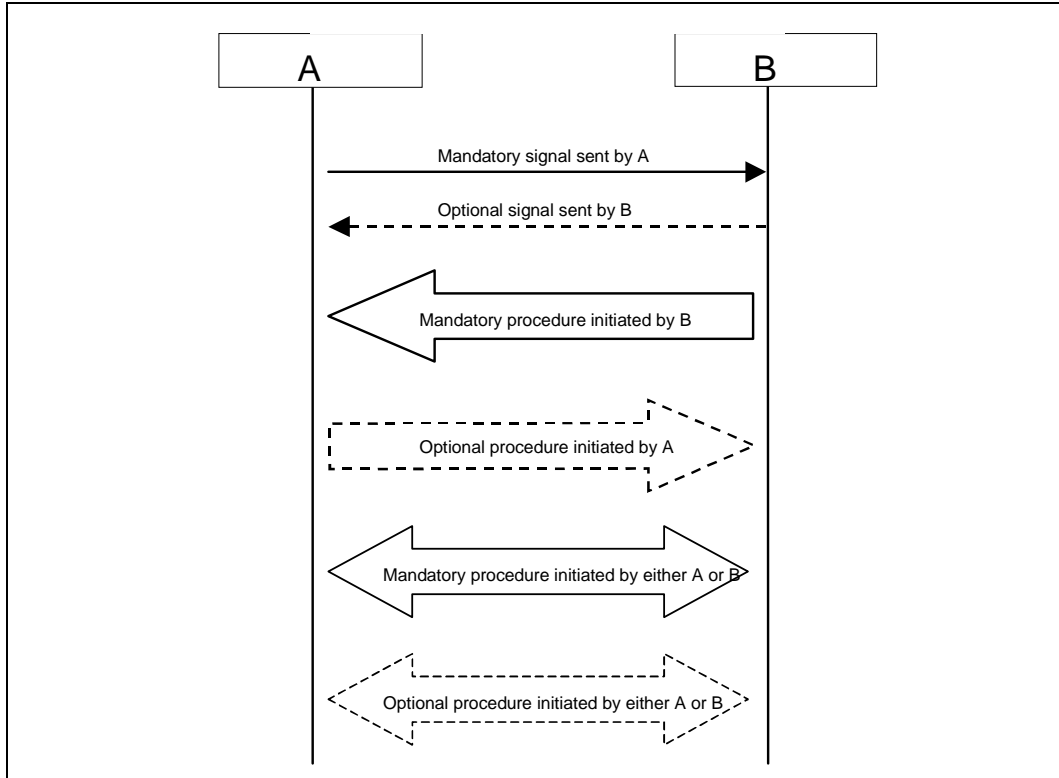 A
B
Mandatory signal sent by A
Optional signal sent by B
Mandatory procedure initiated by B
Optional procedure initiated by A
Mandatory procedure initiated by either A or B
Optional procedure initiated by either A or B